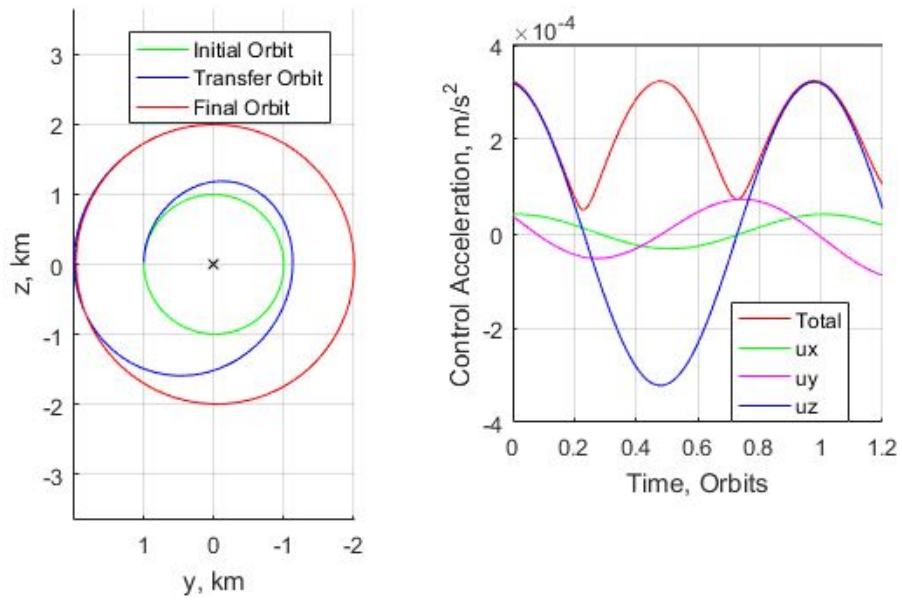 3
2
1
0
-1
-2
-3
z, km
1 0 -1 -2
y, km
Initial Orbit
Transfer Orbit
Final Orbit
×10⁻⁴
4
2
0
-2
-4
Control Acceleration, m/s²
0 0.2 0.4 0.6 0.8 1 1.2
Time, Orbits
Total
ux
uy
uz